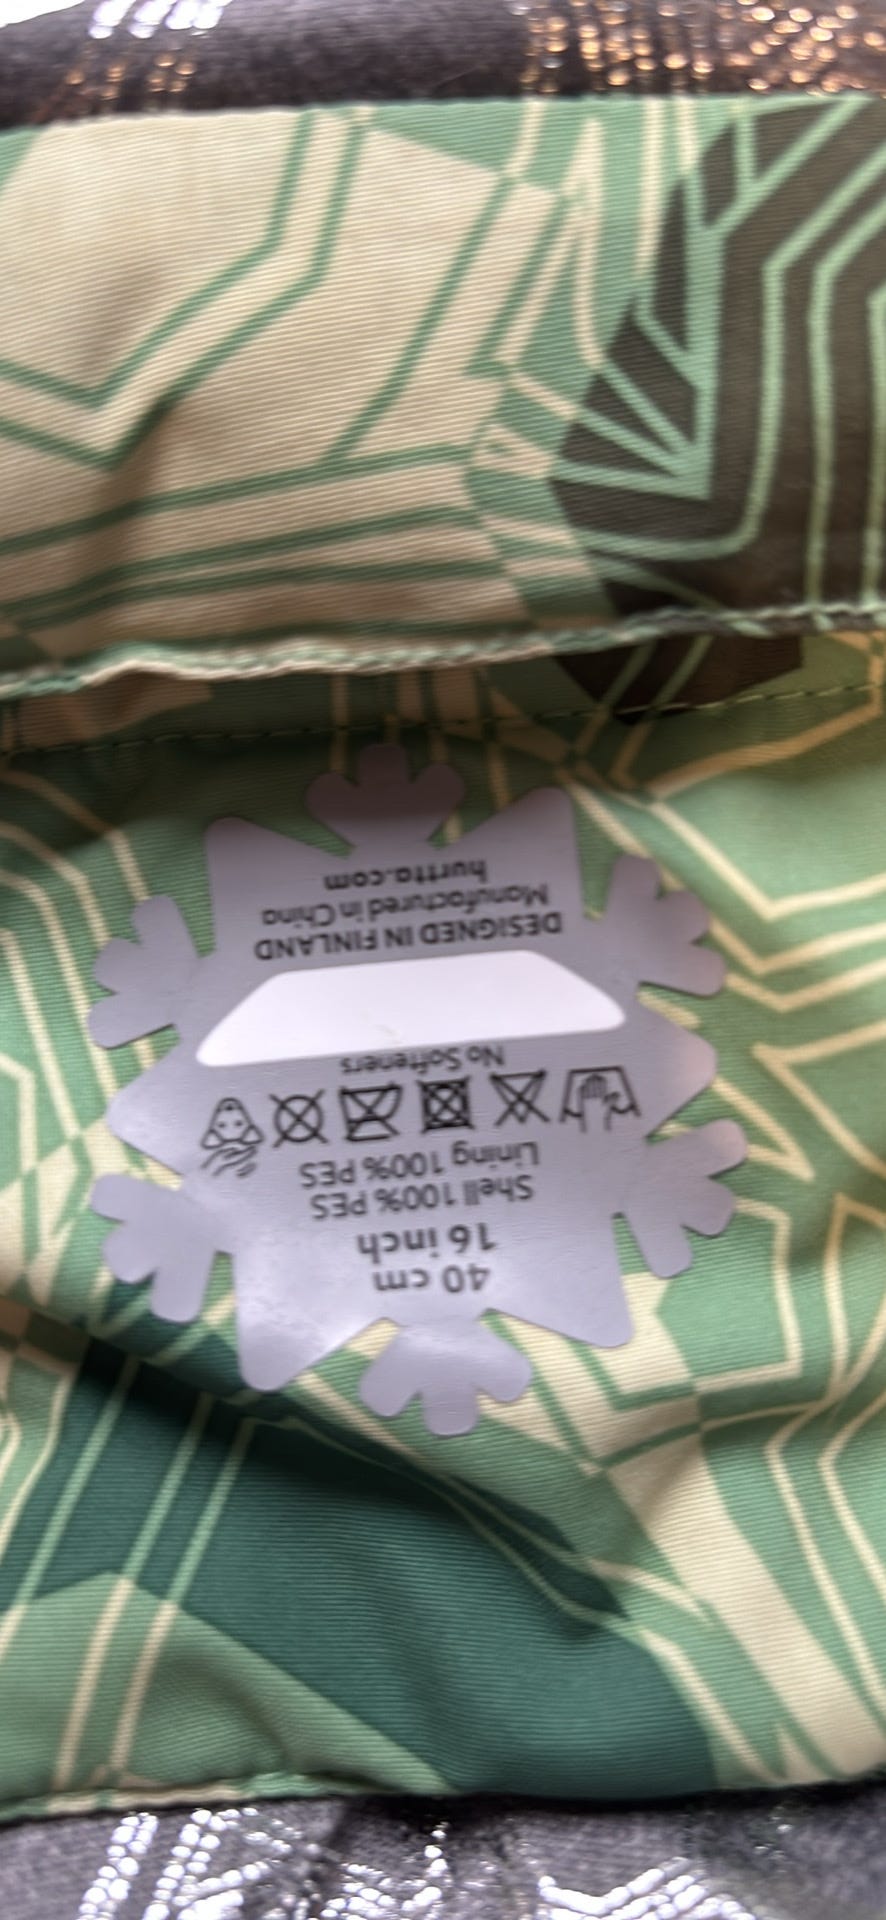 40 cm
16 inch
Shell 100% PES
Lining 100% PES
No Softeners
DESIGNED IN FINLAND
Manufactured in China
hurtta.com